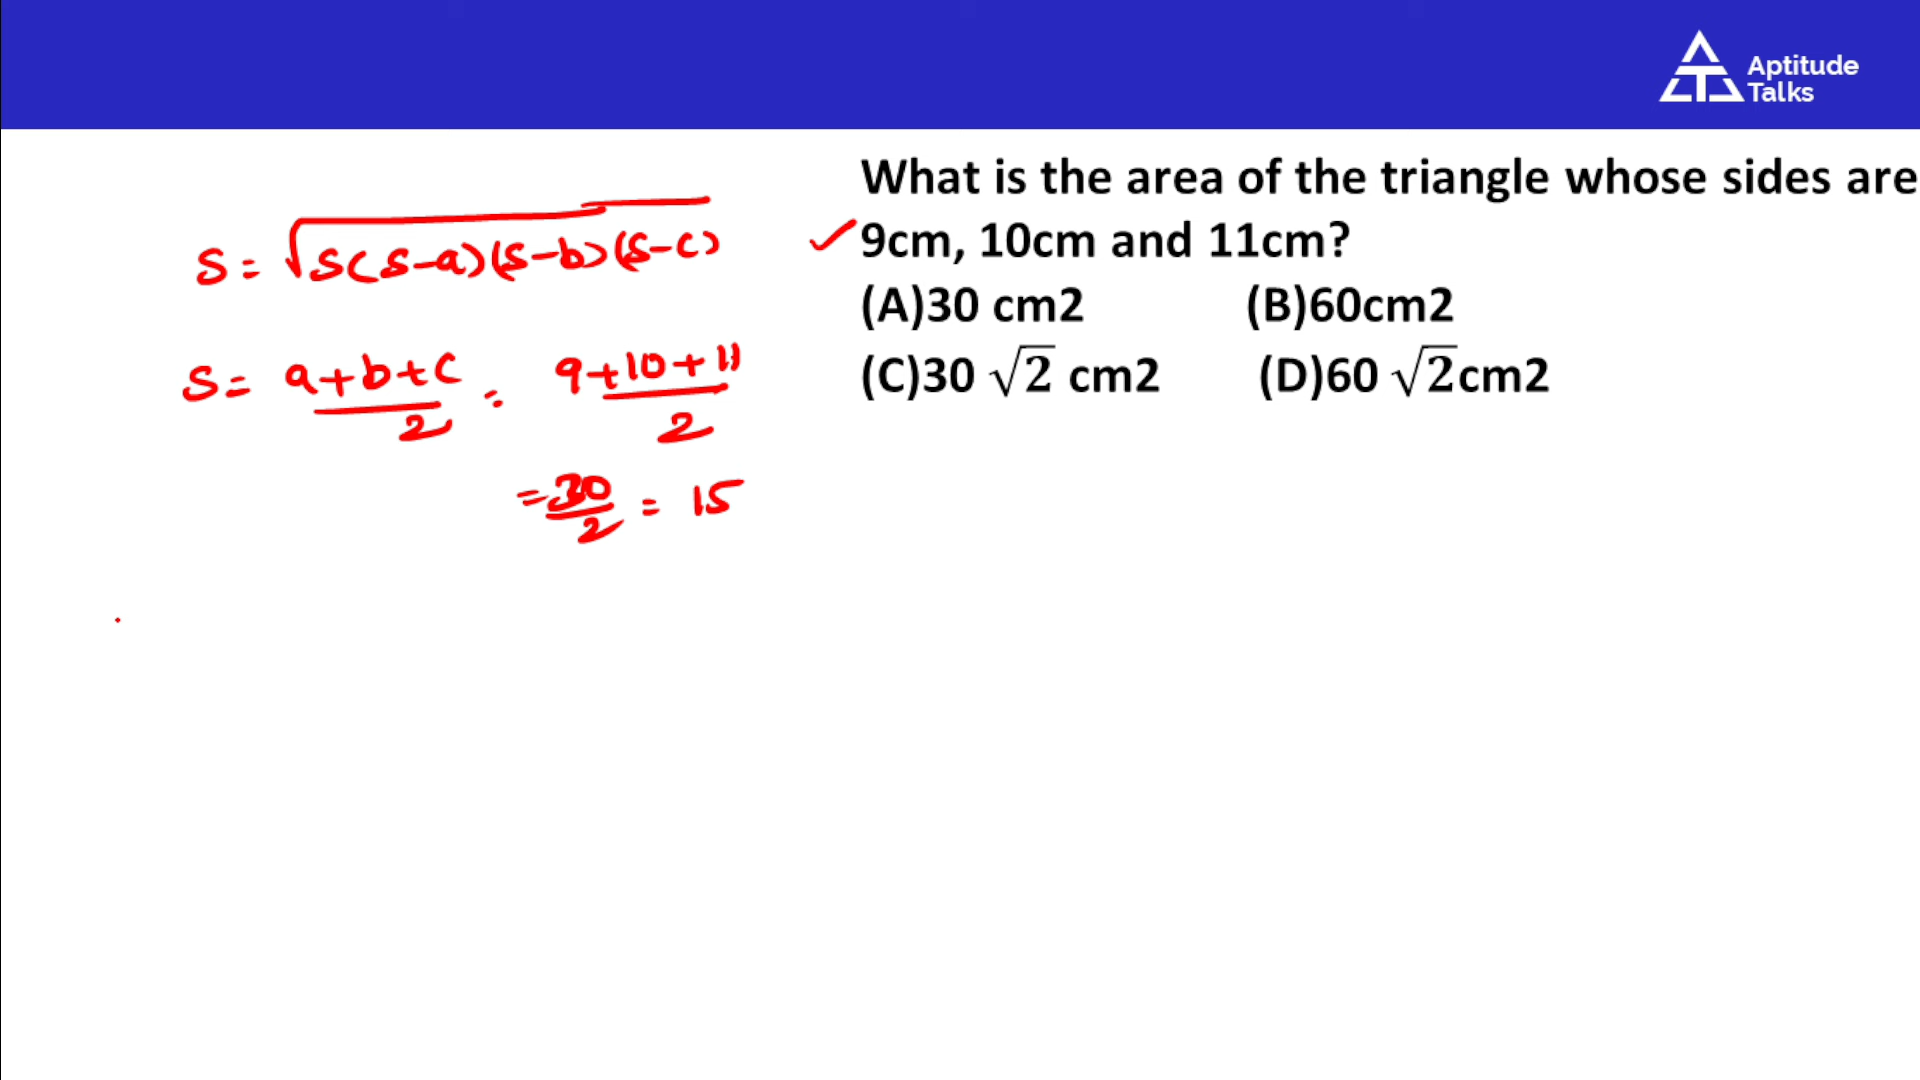 Aptitude
Talks
What is the area of the triangle whose sides are
9cm, 10cm and 11cm?
(A)30 cm2 (B)60cm2
(C)30 √2 cm2 (D)60 √2cm2
S = √s(s-a)(s-b)(s-c)
S = a+b+c/2 = 9+10+11/2
= 30/2 = 15